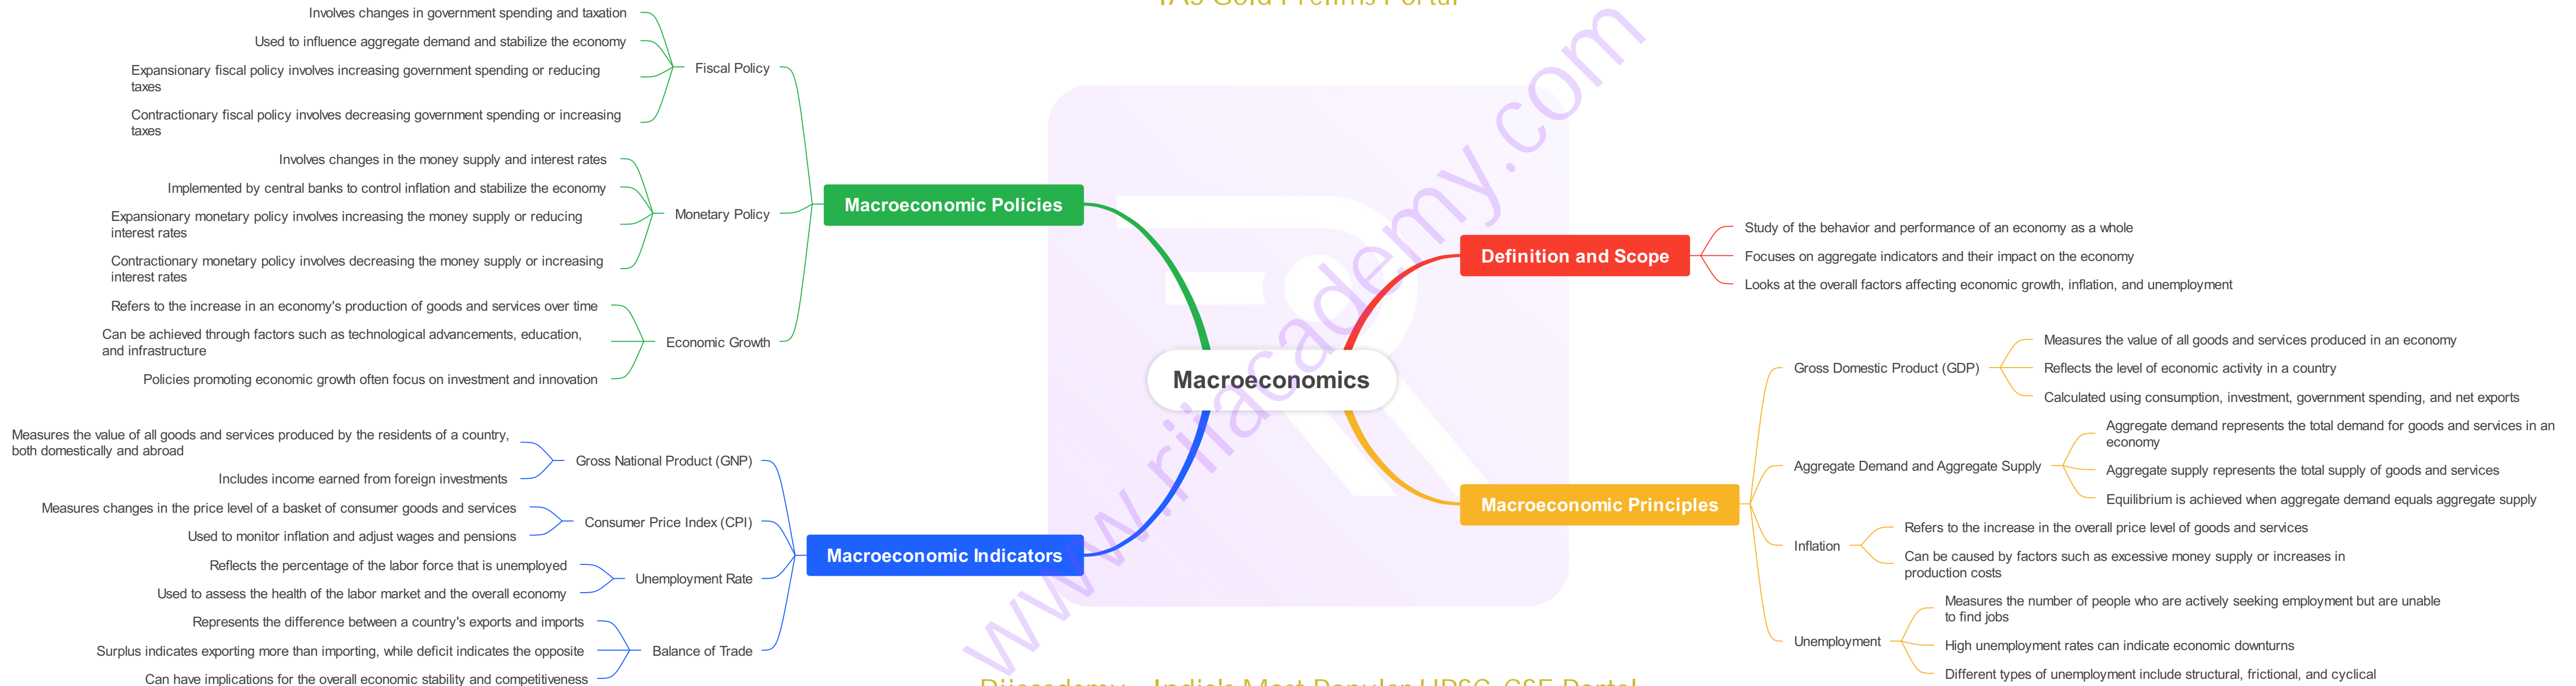 IAS Gold Prelims Portal
Macroeconomics
Macroeconomic Policies
Fiscal Policy
Involves changes in government spending and taxation
Used to influence aggregate demand and stabilize the economy
Expansionary fiscal policy involves increasing government spending or reducing
taxes
Contractionary fiscal policy involves decreasing government spending or increasing
taxes
Monetary Policy
Involves changes in the money supply and interest rates
Implemented by central banks to control inflation and stabilize the economy
Expansionary monetary policy involves increasing the money supply or reducing
interest rates
Contractionary monetary policy involves decreasing the money supply or increasing
interest rates
Economic Growth
Refers to the increase in an economy's production of goods and services over time
Can be achieved through factors such as technological advancements, education,
and infrastructure
Policies promoting economic growth often focus on investment and innovation
Macroeconomic Indicators
Gross National Product (GNP)
Measures the value of all goods and services produced by the residents of a country,
both domestically and abroad
Includes income earned from foreign investments
Consumer Price Index (CPI)
Measures changes in the price level of a basket of consumer goods and services
Used to monitor inflation and adjust wages and pensions
Unemployment Rate
Reflects the percentage of the labor force that is unemployed
Used to assess the health of the labor market and the overall economy
Balance of Trade
Represents the difference between a country's exports and imports
Surplus indicates exporting more than importing, while deficit indicates the opposite
Can have implications for the overall economic stability and competitiveness
Definition and Scope
Study of the behavior and performance of an economy as a whole
Focuses on aggregate indicators and their impact on the economy
Looks at the overall factors affecting economic growth, inflation, and unemployment
Macroeconomic Principles
Gross Domestic Product (GDP)
Measures the value of all goods and services produced in an economy
Reflects the level of economic activity in a country
Calculated using consumption, investment, government spending, and net exports
Aggregate Demand and Aggregate Supply
Aggregate demand represents the total demand for goods and services in an
economy
Aggregate supply represents the total supply of goods and services
Equilibrium is achieved when aggregate demand equals aggregate supply
Inflation
Refers to the increase in the overall price level of goods and services
Can be caused by factors such as excessive money supply or increases in
production costs
Unemployment
Measures the number of people who are actively seeking employment but are unable
to find jobs
High unemployment rates can indicate economic downturns
Different types of unemployment include structural, frictional, and cyclical
www.rijacademy.com
India's Most Popular UPSC CSE Portal